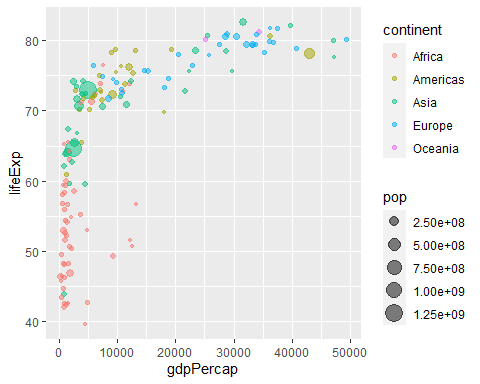 80
70
60
50
40
lifeExp
0
10000
20000
30000
40000
50000
gdpPercap
continent
Africa
Americas
Asia
Europe
Oceania
pop
2.50e+08
5.00e+08
7.50e+08
1.00e+09
1.25e+09